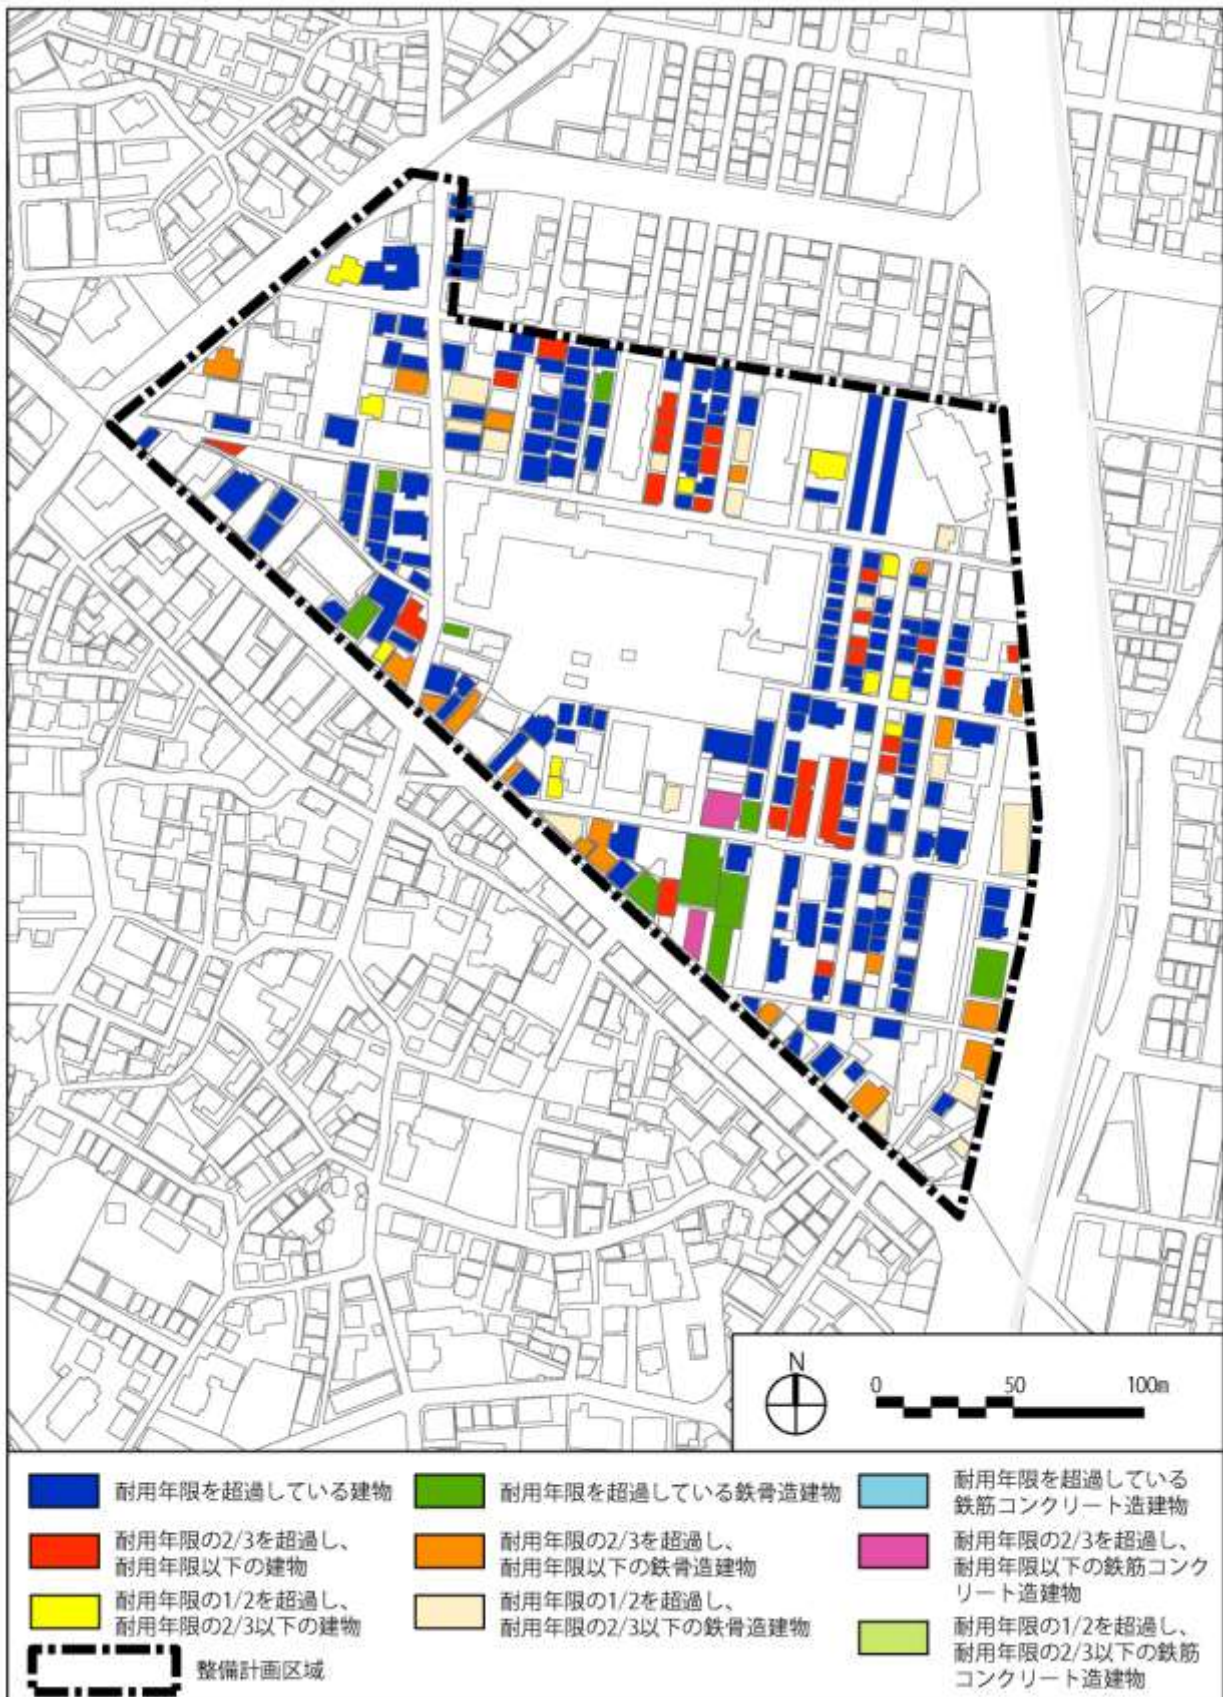 N
0 50 100m
耐用年限を超過している建物
耐用年限の2/3を超過し、
耐用年限以下の建物
耐用年限の1/2を超過し、
耐用年限の2/3以下の建物
整備計画区域
耐用年限を超過している鉄骨造建物
耐用年限の2/3を超過し、
耐用年限以下の鉄骨造建物
耐用年限の1/2を超過し、
耐用年限の2/3以下の鉄骨造建物
耐用年限を超過している
鉄筋コンクリート造建物
耐用年限の2/3を超過し、
耐用年限以下の鉄筋コンク
リート造建物
耐用年限の1/2を超過し、
耐用年限の2/3以下の鉄筋
コンクリート造建物